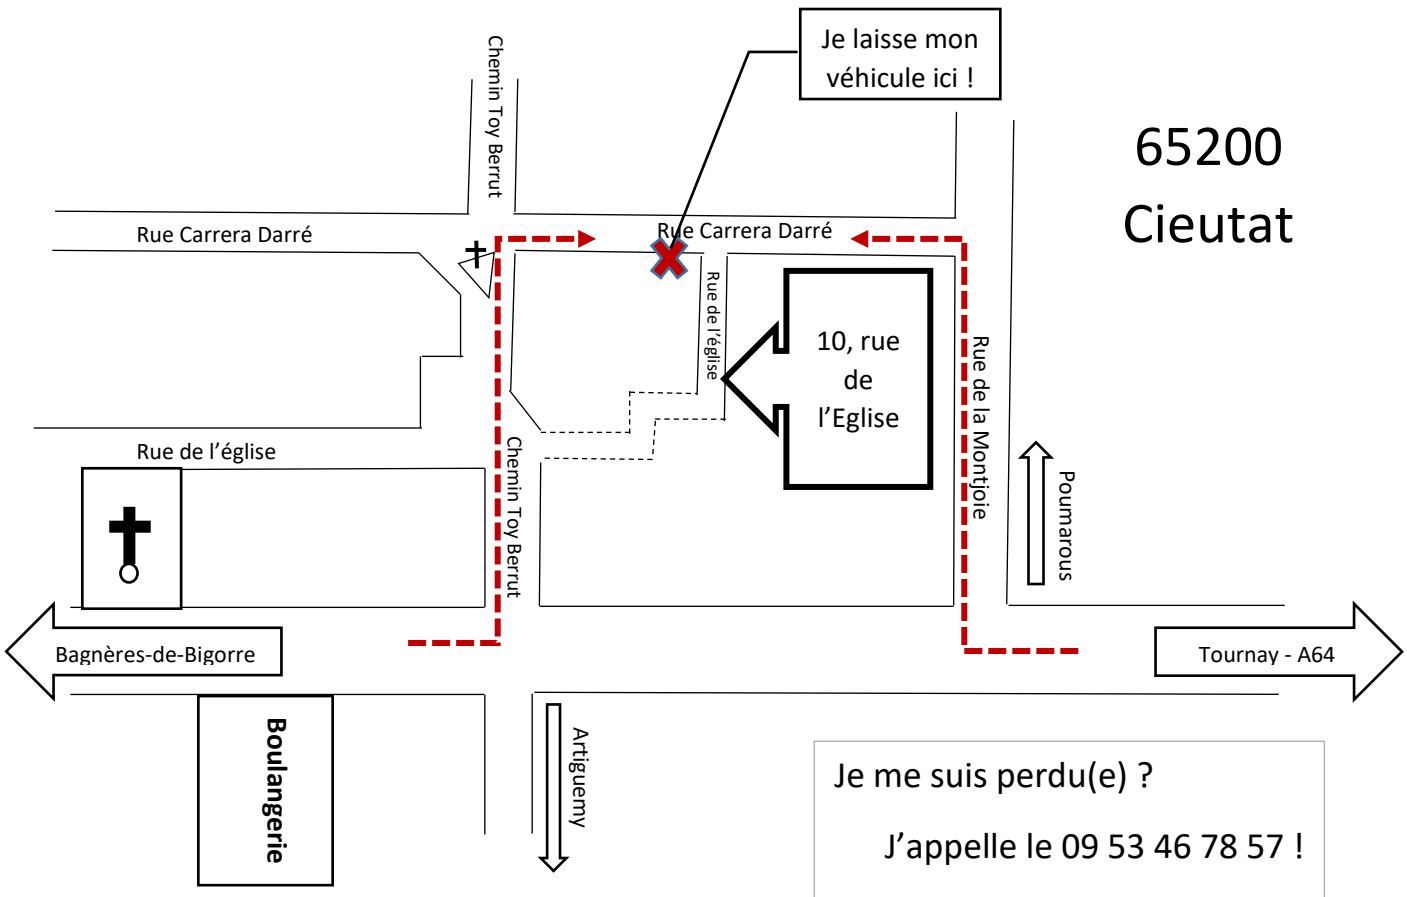 Je laisse mon
véhicule ici !
65200
Cieutat
Chemin Toy Berrut
Rue Carrera Darré
Rue Carrera Darré
Rue de l'église
10, rue
de
l'Eglise
Rue de la Montjoie
Rue de l'église
Chemin Toy Berrut
Poumarous
Bagnères-de-Bigorre
Tournay - A64
Boulangerie
Artiguemy
Je me suis perdu(e) ?
J'appelle le 09 53 46 78 57 !